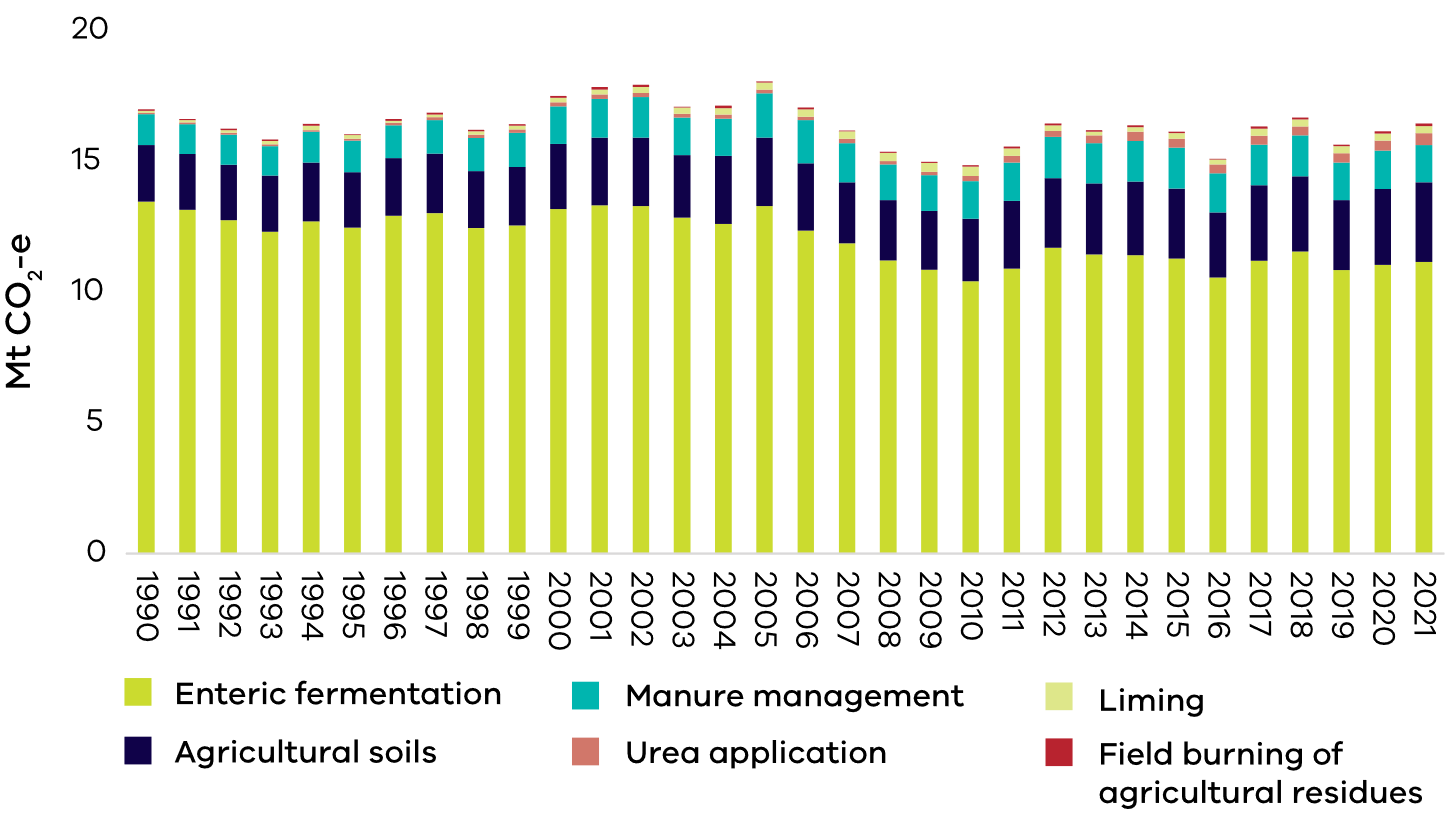 20
15
10
5
0
Mt CO2-e
1990 1991 1992 1993 1994 1995 1996 1997 1998 1999 2000 2001 2002 2003 2004 2005 2006 2007 2008 2009 2010 2011 2012 2013 2014 2015 2016 2017 2018 2019 2020 2021
Enteric fermentation
Manure management
Liming
Agricultural soils
Urea application
Field burning of
agricultural residues